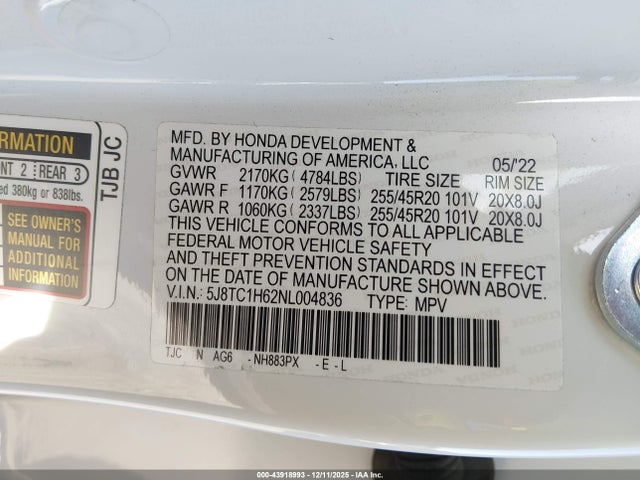 ORMATION
NT 2 REAR 3
ed 380kg or 838lbs.
SEE OWNER'S
MANUAL FOR
ADDITIONAL
INFORMATION
TJB JC
MFD. BY HONDA DEVELOPMENT &
MANUFACTURING OF AMERICA, LLC 05/'22
GVWR 2170KG (4784LBS) TIRE SIZE RIM SIZE
GAWR F 1170KG (2579LBS) 255/45R20 101V 20X8.0J
GAWR R 1060KG (2337LBS) 255/45R20 101V 20X8.0J
THIS VEHICLE CONFORMS TO ALL APPLICABLE
FEDERAL MOTOR VEHICLE SAFETY
AND THEFT PREVENTION STANDARDS IN EFFECT
ON THE DATE OF MANUFACTURE SHOWN ABOVE.
V.I.N.: 5J8TC1H62NL004836 TYPE: MPV
TJC N AG6 - NH883PX - E - L
00-43918993 - 12/11/2025 - IAAI.COM